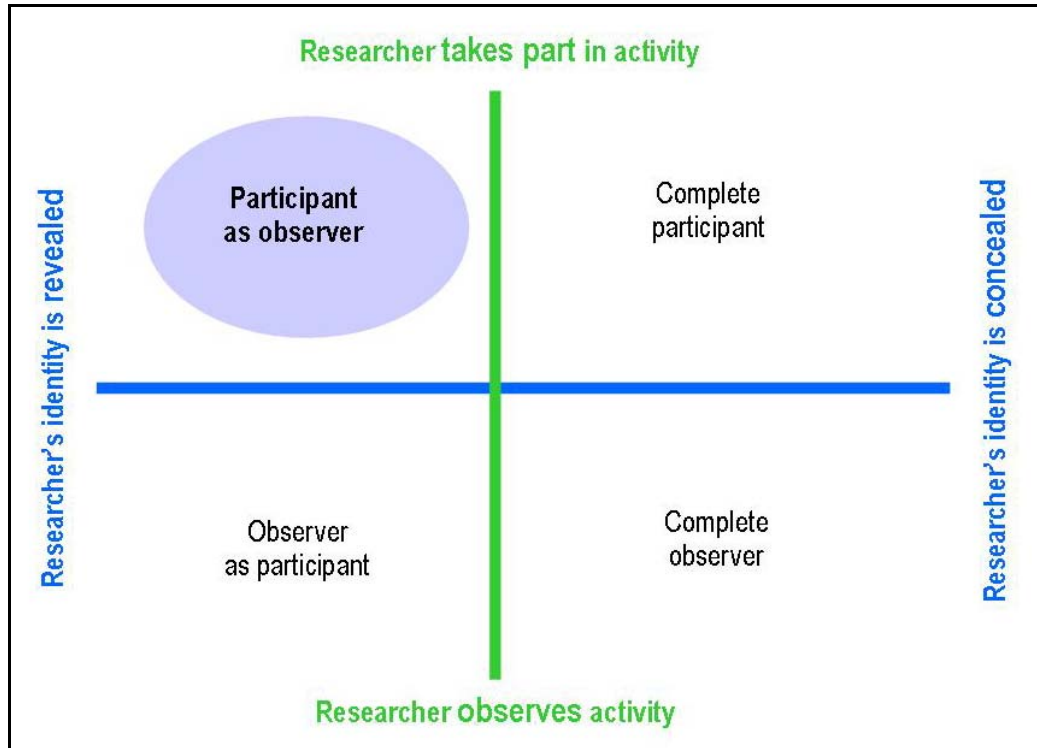 Researcher takes part in activity
Participant
as observer
Complete
participant
Researcher's identity is revealed
Researcher's identity is concealed
Observer
as participant
Complete
observer
Researcher observes activity